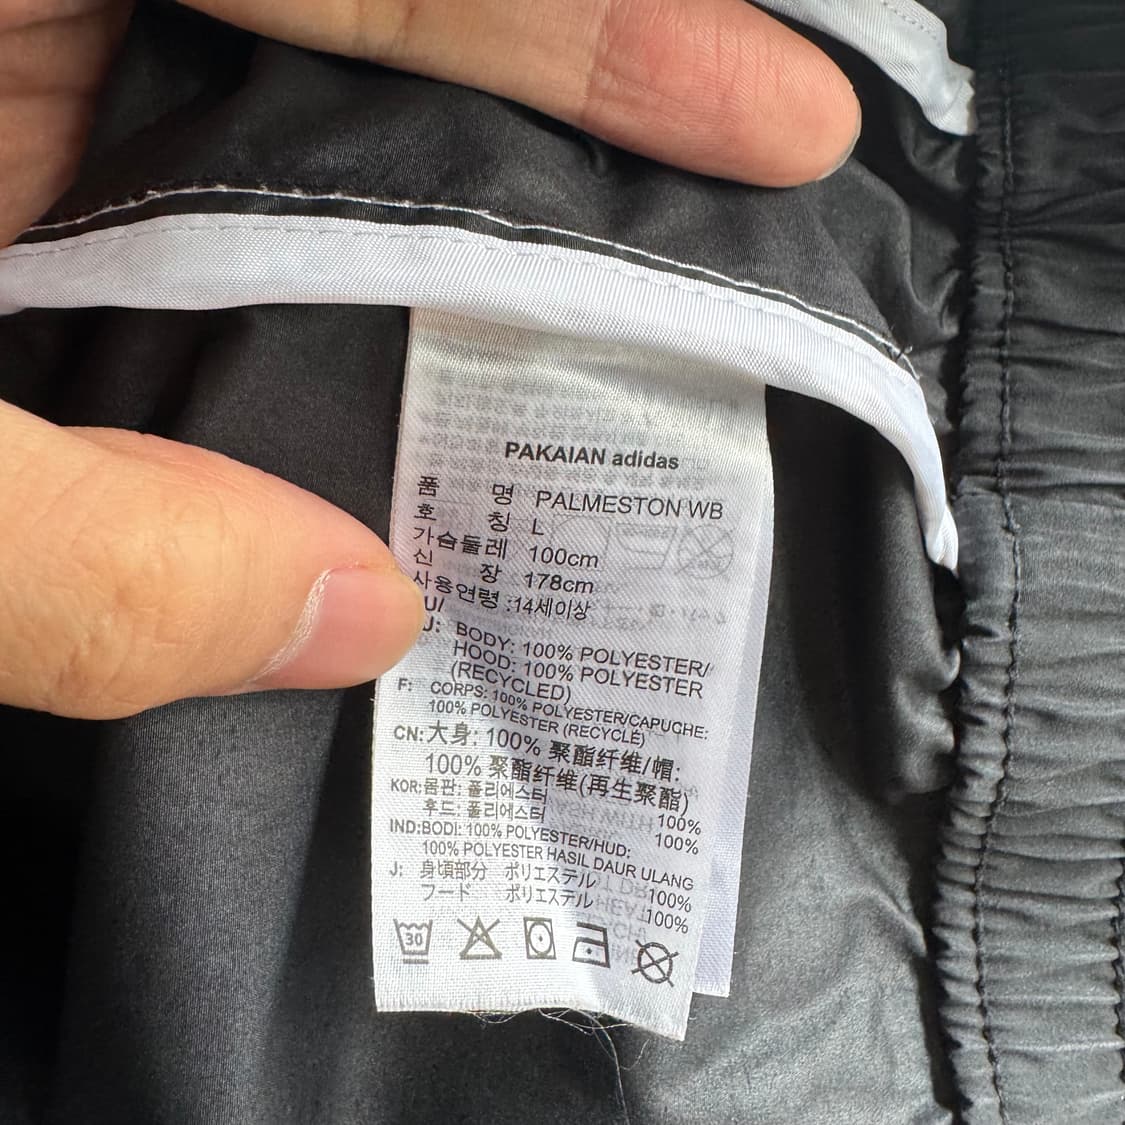 PAKAIAN adidas
품 명 PALMESTON WB
호 칭 L
가슴둘레 100cm
신 장 178cm
사용연령 :14세이상
U/
J: BODY: 100% POLYESTER/
HOOD: 100% POLYESTER
(RECYCLED)
F: CORPS: 100% POLYESTER/CAPUCHE:
100% POLYESTER (RECYCLÉ)
CN: 大身: 100% 聚酯纤维/帽:
100% 聚酯纤维(再生聚酯)
KOR:몸판: 폴리에스터 100%
후드: 폴리에스터 100%
IND:BODI: 100% POLYESTER/HUD:
100% POLYESTER HASIL DAUR ULANG
J: 身頃部分 ポリエステル 100%
フード ポリエステル 100%
30